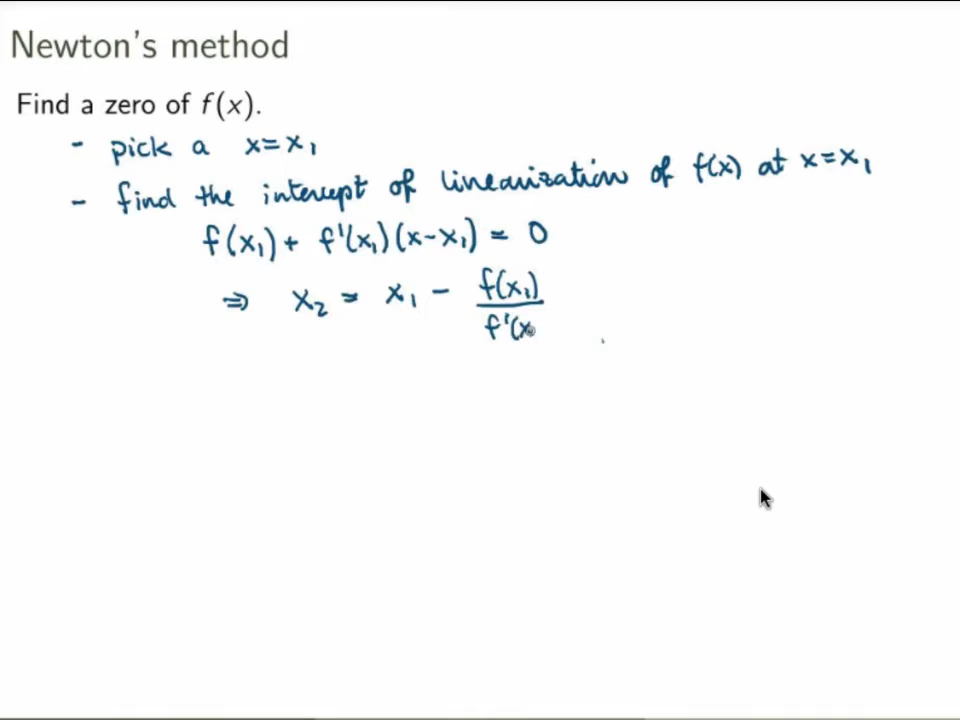 Newton's method
Find a zero of f(x).
- pick a x=x₁
- find the intercept of linearization of f(x) at x=x₁
f(x₁) + f'(x₁)(x-x₁) = 0
⇒ x₂ = x₁ - f(x₁)
f'(x